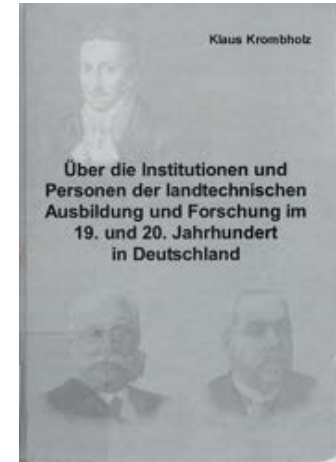 Klaus Krombholz
Über die Institutionen und
Personen der landtechnischen
Ausbildung und Forschung im
19. und 20. Jahrhundert
in Deutschland